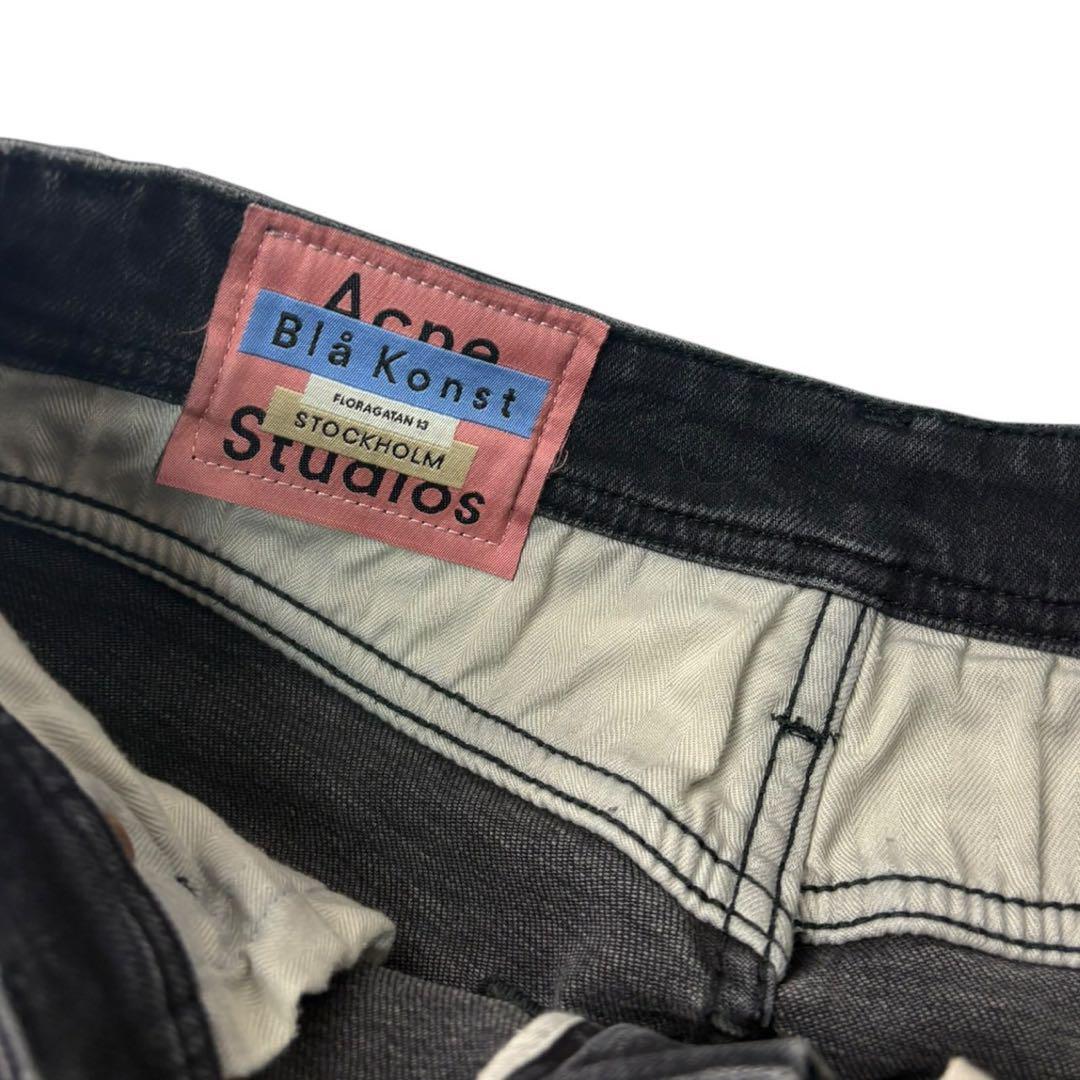 Acne
Blå Konst
FLORAGATAN 13
STOCKHOLM
Studios